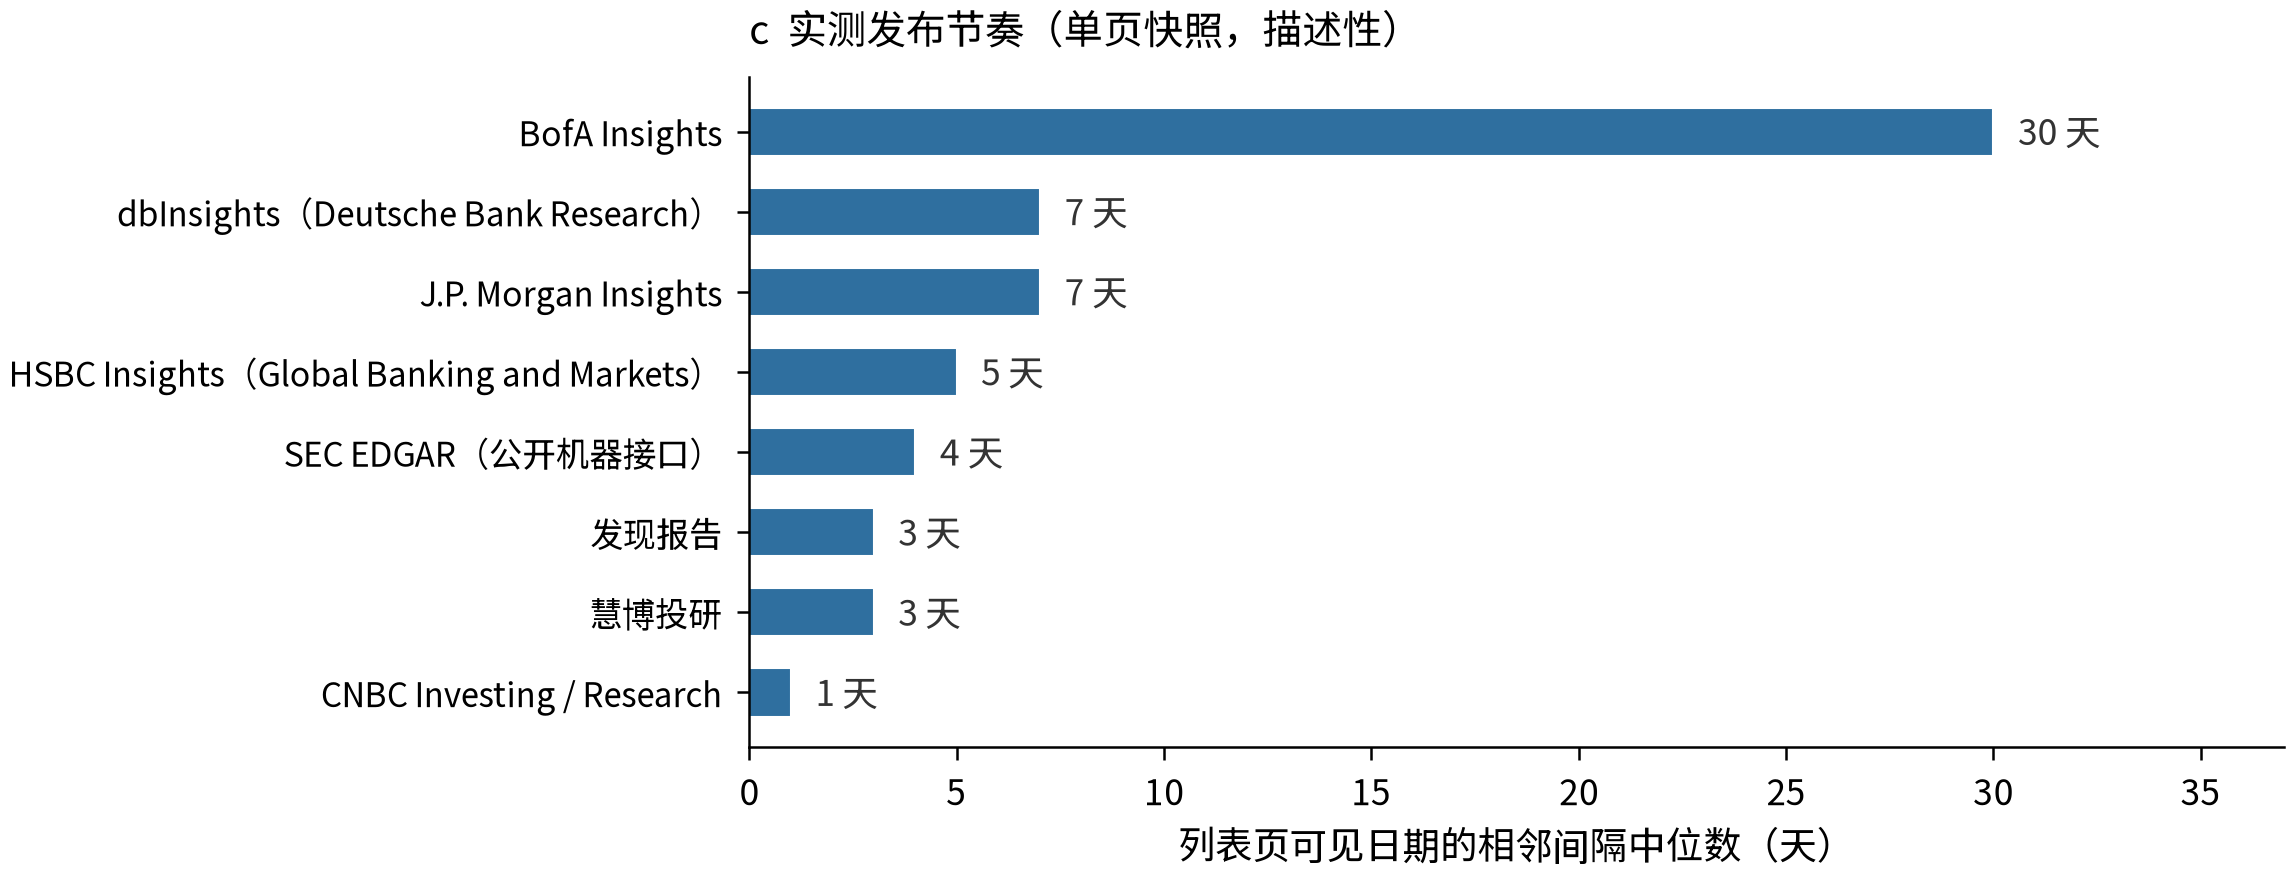 c 实测发布节奏（单页快照，描述性）
BofA Insights 30 天
dbInsights（Deutsche Bank Research） 7 天
J.P. Morgan Insights 7 天
HSBC Insights（Global Banking and Markets） 5 天
SEC EDGAR（公开机器接口） 4 天
发现报告 3 天
慧博投研 3 天
CNBC Investing / Research 1 天
0 5 10 15 20 25 30 35
列表页可见日期的相邻间隔中位数（天）